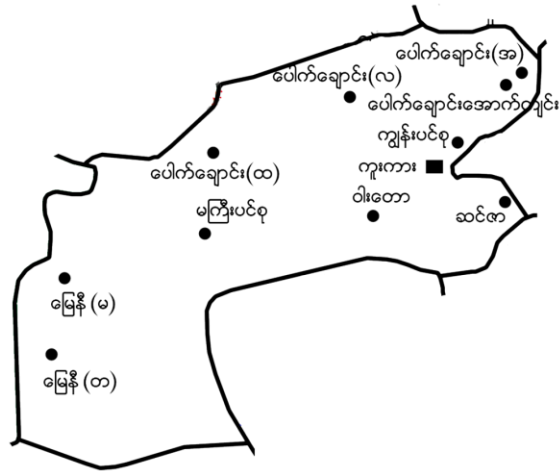 ပေါက်ချောင်း(အ)
ပေါက်ချောင်း(လ)
ပေါက်ချောင်းအောက်ကျင်း
ကျွန်းပင်စု
ပေါက်ချောင်း(ထ)
ကူးကား
မကြီးပင်စု
ဝါးတော
ဆင်ဇာ
မြေနီ(မ)
မြေနီ(တ)